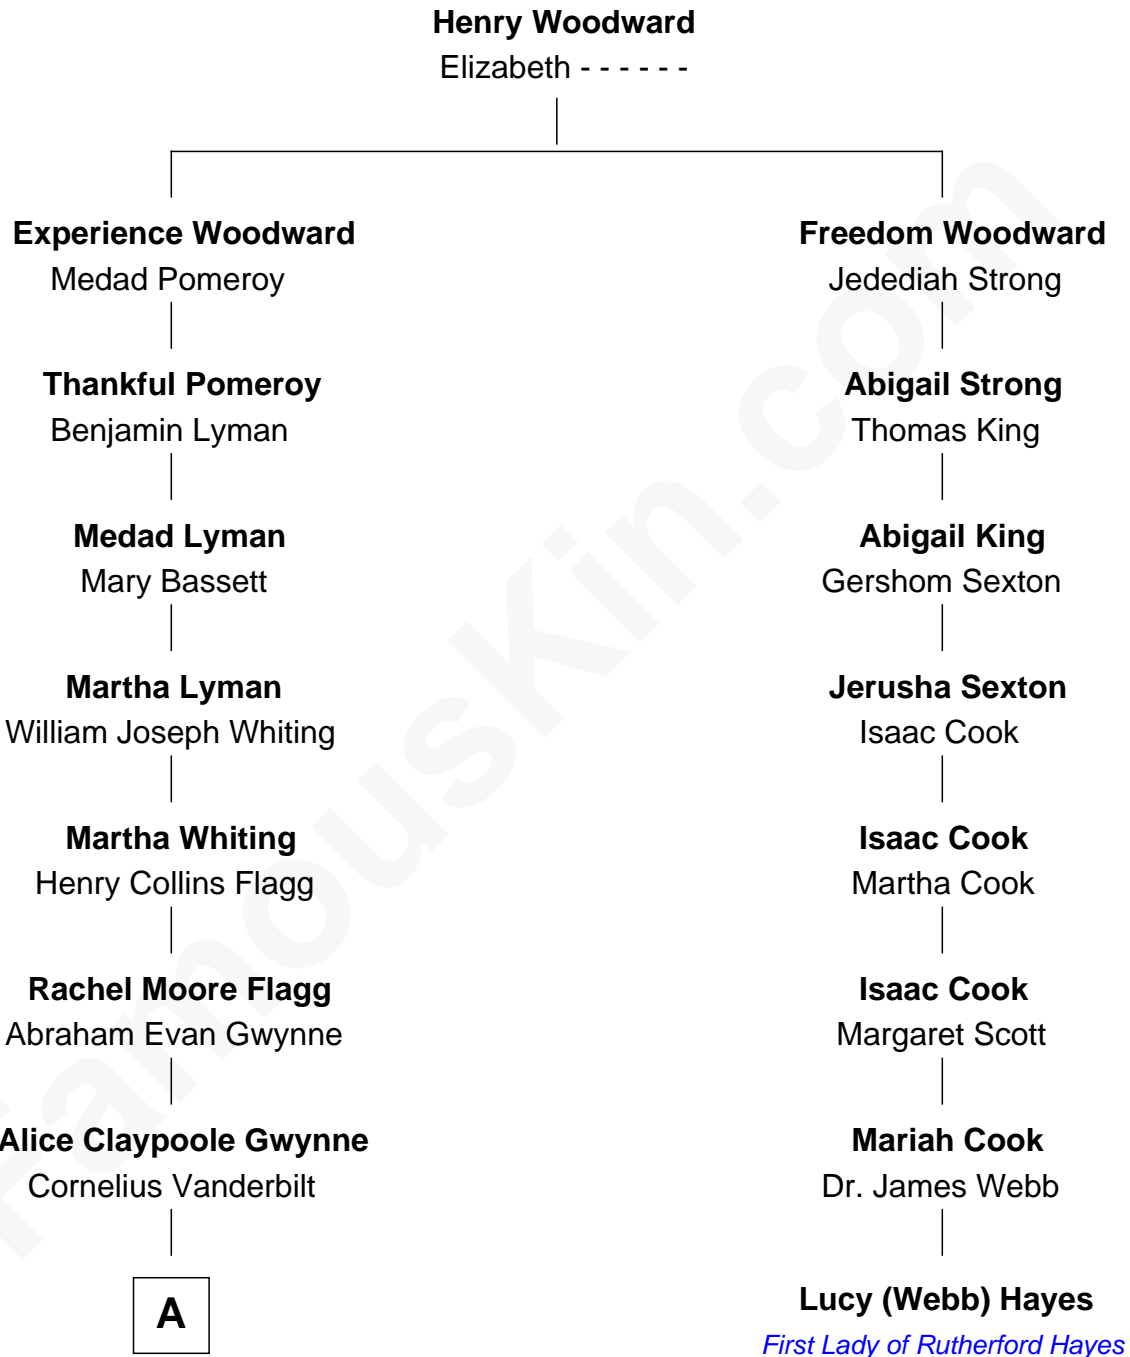 Henry Woodward
Elizabeth - - - - - -
Experience Woodward
Medad Pomeroy
Freedom Woodward
Jedediah Strong
Thankful Pomeroy
Benjamin Lyman
Abigail Strong
Thomas King
Medad Lyman
Mary Bassett
Abigail King
Gershom Sexton
Martha Lyman
William Joseph Whiting
Jerusha Sexton
Isaac Cook
Martha Whiting
Henry Collins Flagg
Isaac Cook
Martha Cook
Rachel Moore Flagg
Abraham Evan Gwynne
Isaac Cook
Margaret Scott
Alice Claypoole Gwynne
Cornelius Vanderbilt
Mariah Cook
Dr. James Webb
A
Lucy (Webb) Hayes
First Lady of Rutherford Hayes
FamousKin.com